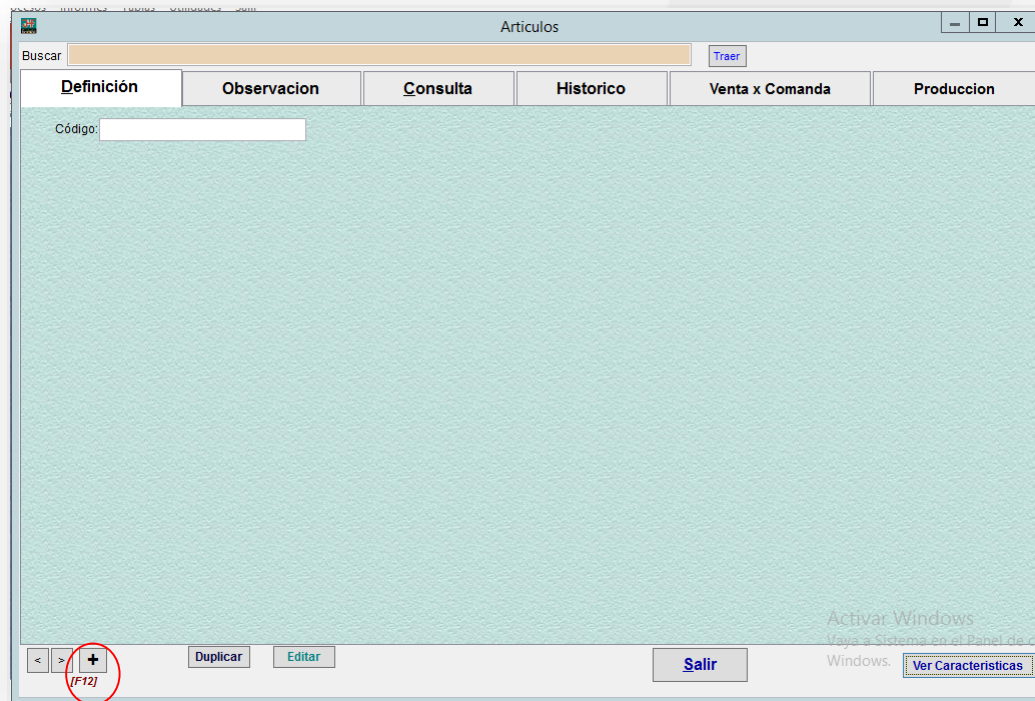 Articulos
Buscar Traer
Definición Observacion Consulta Historico Venta x Comanda Produccion
Código:
Activar Windows
Vaya a Sistema en el Panel de c
Windows.
< > + Duplicar Editar Salir Ver Caracteristicas
[F12]